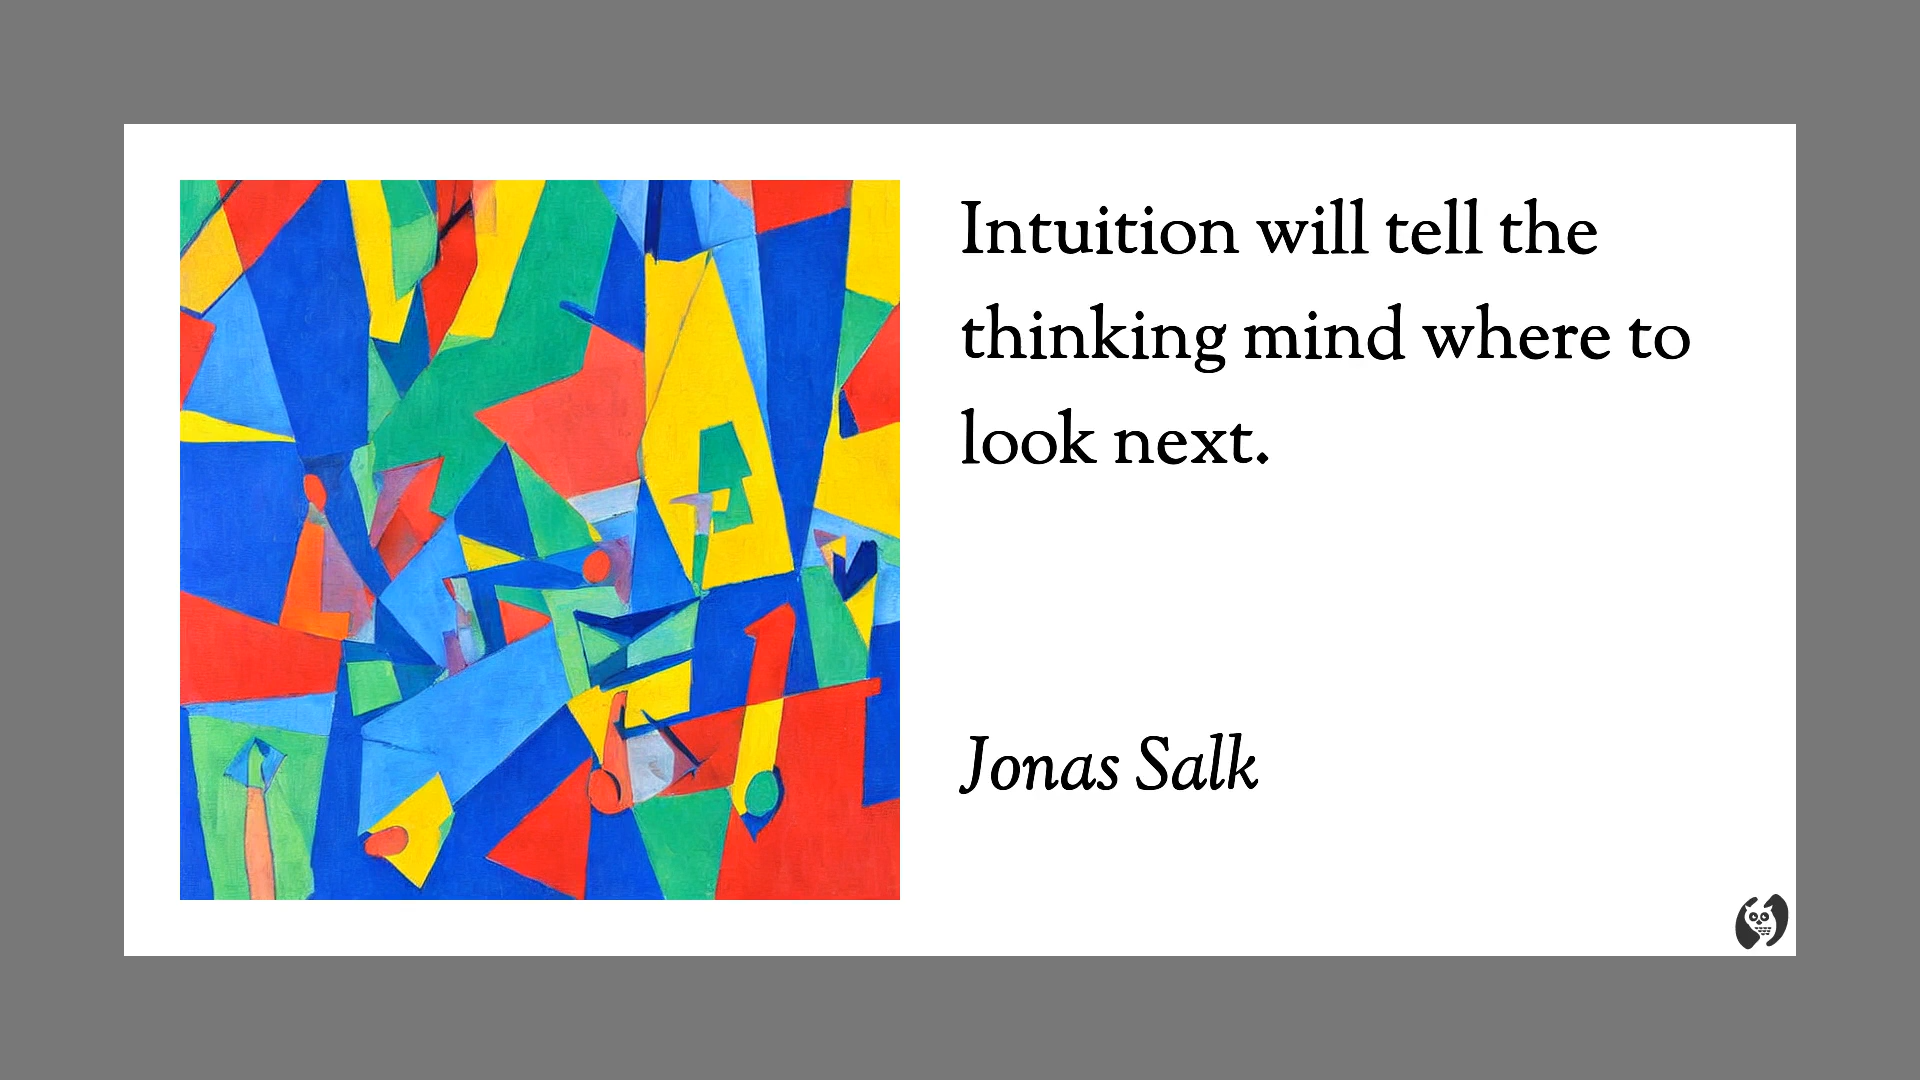 Intuition will tell the
thinking mind where to
look next.
Jonas Salk